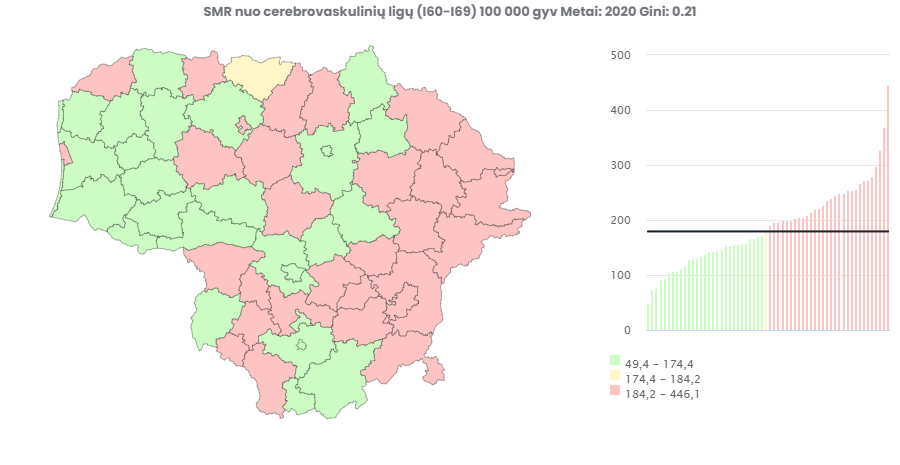 SMR nuo cerebrovaskulinių ligų (I60-I69) 100 000 gyv Metai: 2020 Gini: 0.21
500
400
300
200
100
0
49,4 – 174,4
174,4 – 184,2
184,2 – 446,1